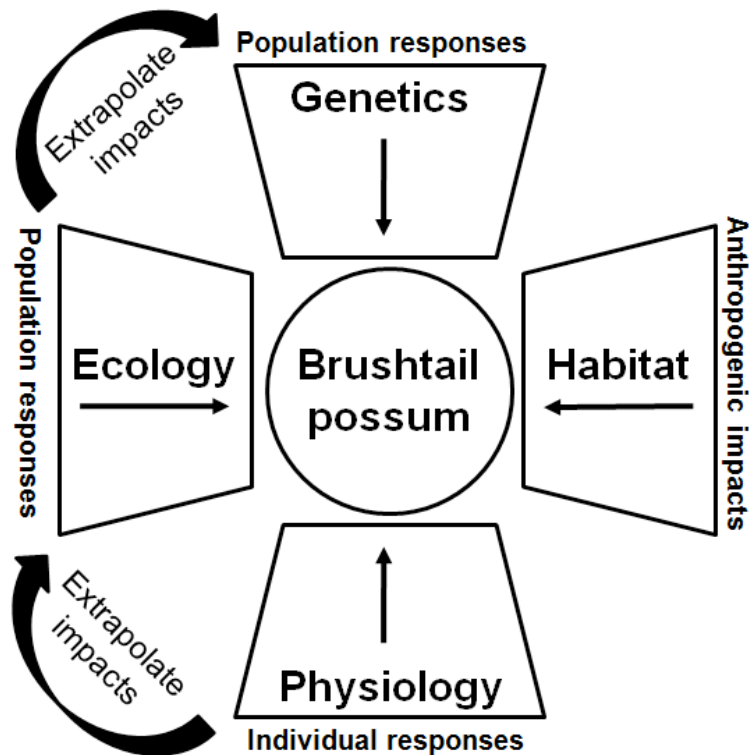 Population responses
Genetics
Extrapolate
impacts
Population responses
Ecology
Brushtail
possum
Habitat
Anthropogenic impacts
Extrapolate
impacts
Physiology
Individual responses